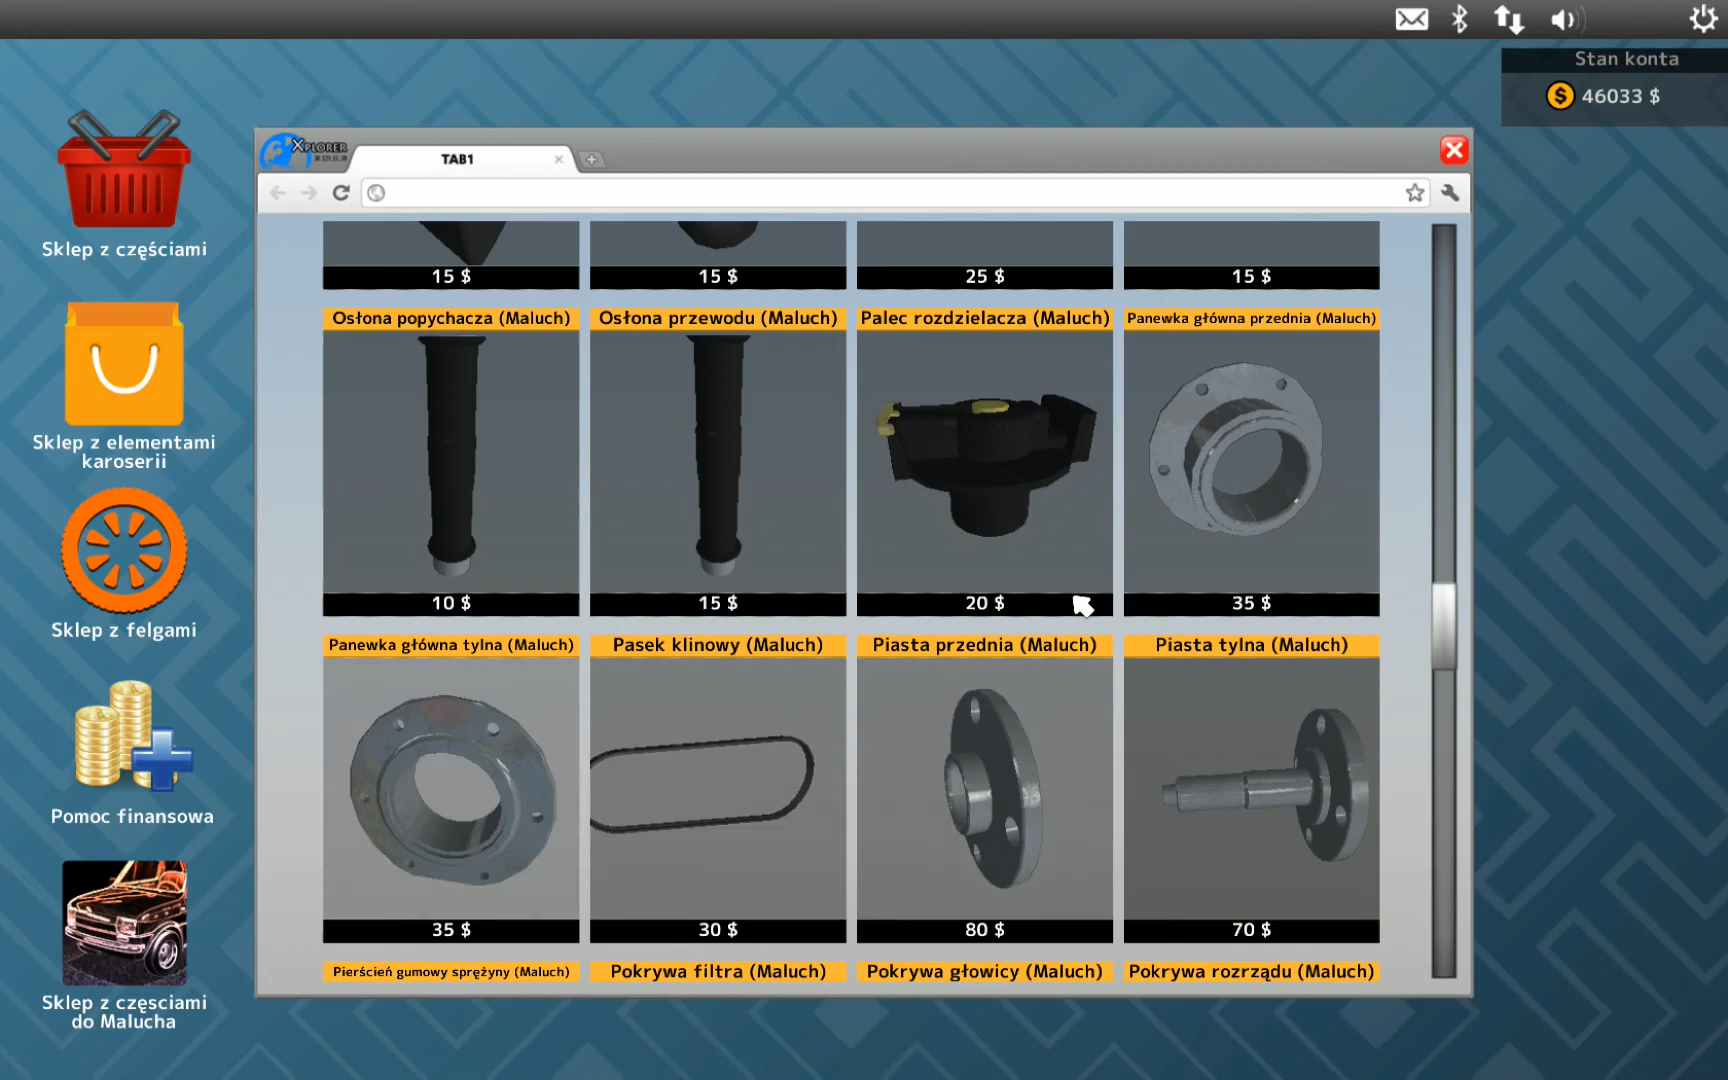 Stan konta
46033 $
XPLORER
TAB1
Sklep z częściami
Sklep z elementami
karoserii
Sklep z felgami
Pomoc finansowa
Sklep z częsciami
do Malucha
15 $
15 $
25 $
15 $
Osłona popychacza (Maluch)
Osłona przewodu (Maluch)
Palec rozdzielacza (Maluch)
Panewka główna przednia (Maluch)
10 $
15 $
20 $
35 $
Panewka główna tylna (Maluch)
Pasek klinowy (Maluch)
Piasta przednia (Maluch)
Piasta tylna (Maluch)
35 $
30 $
80 $
70 $
Pierścień gumowy sprężyny (Maluch)
Pokrywa filtra (Maluch)
Pokrywa głowicy (Maluch)
Pokrywa rozrządu (Maluch)